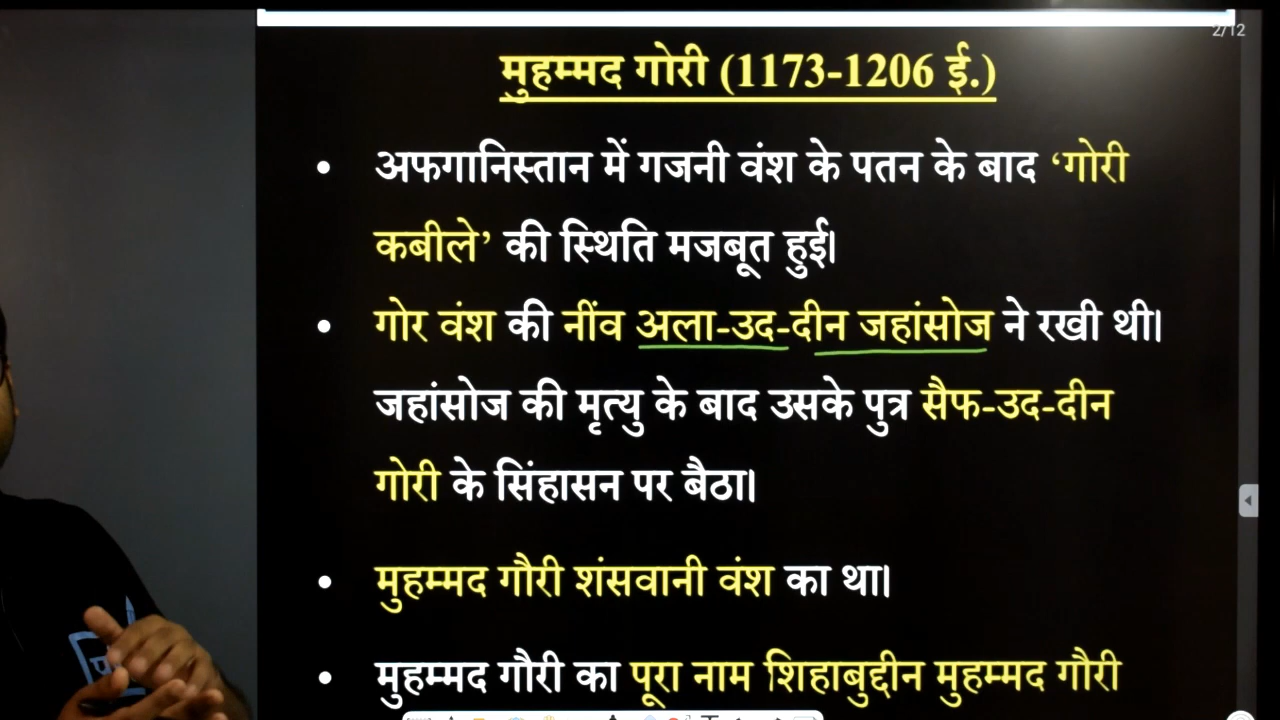 2/12
मुहम्मद गोरी (1173-1206 ई.)
• अफगानिस्तान में गजनी वंश के पतन के बाद ‘गोरी
कबीले’ की स्थिति मजबूत हुई।
• गोर वंश की नींव अला-उद-दीन जहांसोज ने रखी थी।
जहांसोज की मृत्यु के बाद उसके पुत्र सैफ-उद-दीन
गोरी के सिंहासन पर बैठा।
• मुहम्मद गौरी शंसवानी वंश का था।
• मुहम्मद गौरी का पूरा नाम शिहाबुद्दीन मुहम्मद गौरी